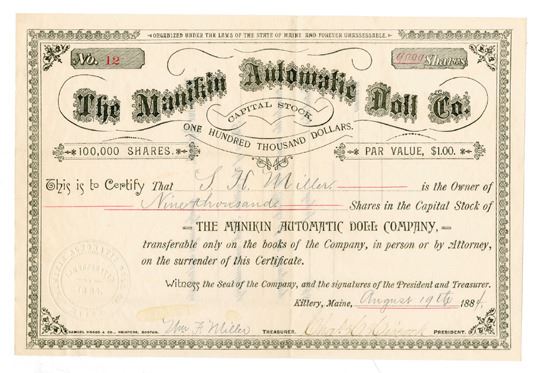 ORGANIZED UNDER THE LAWS OF THE STATE OF MAINE AND FOREVER UNASSESSABLE.
No. 12
9000 Shares
The Manikin Automatic Doll Co.
CAPITAL STOCK,
ONE HUNDRED THOUSAND DOLLARS.
100,000 SHARES.
PAR VALUE, $1.00.
This is to Certify That S. H. Miller is the Owner of
Nine thousand Shares in the Capital Stock of
THE MANIKIN AUTOMATIC DOLL COMPANY,
transferable only on the books of the Company, in person or by Attorney,
on the surrender of this Certificate.
Witness the Seal of the Company, and the signatures of the President and Treasurer.
Kittery, Maine, August 19th 1884.
Wm. F. Miller TREASURER. PRESIDENT.